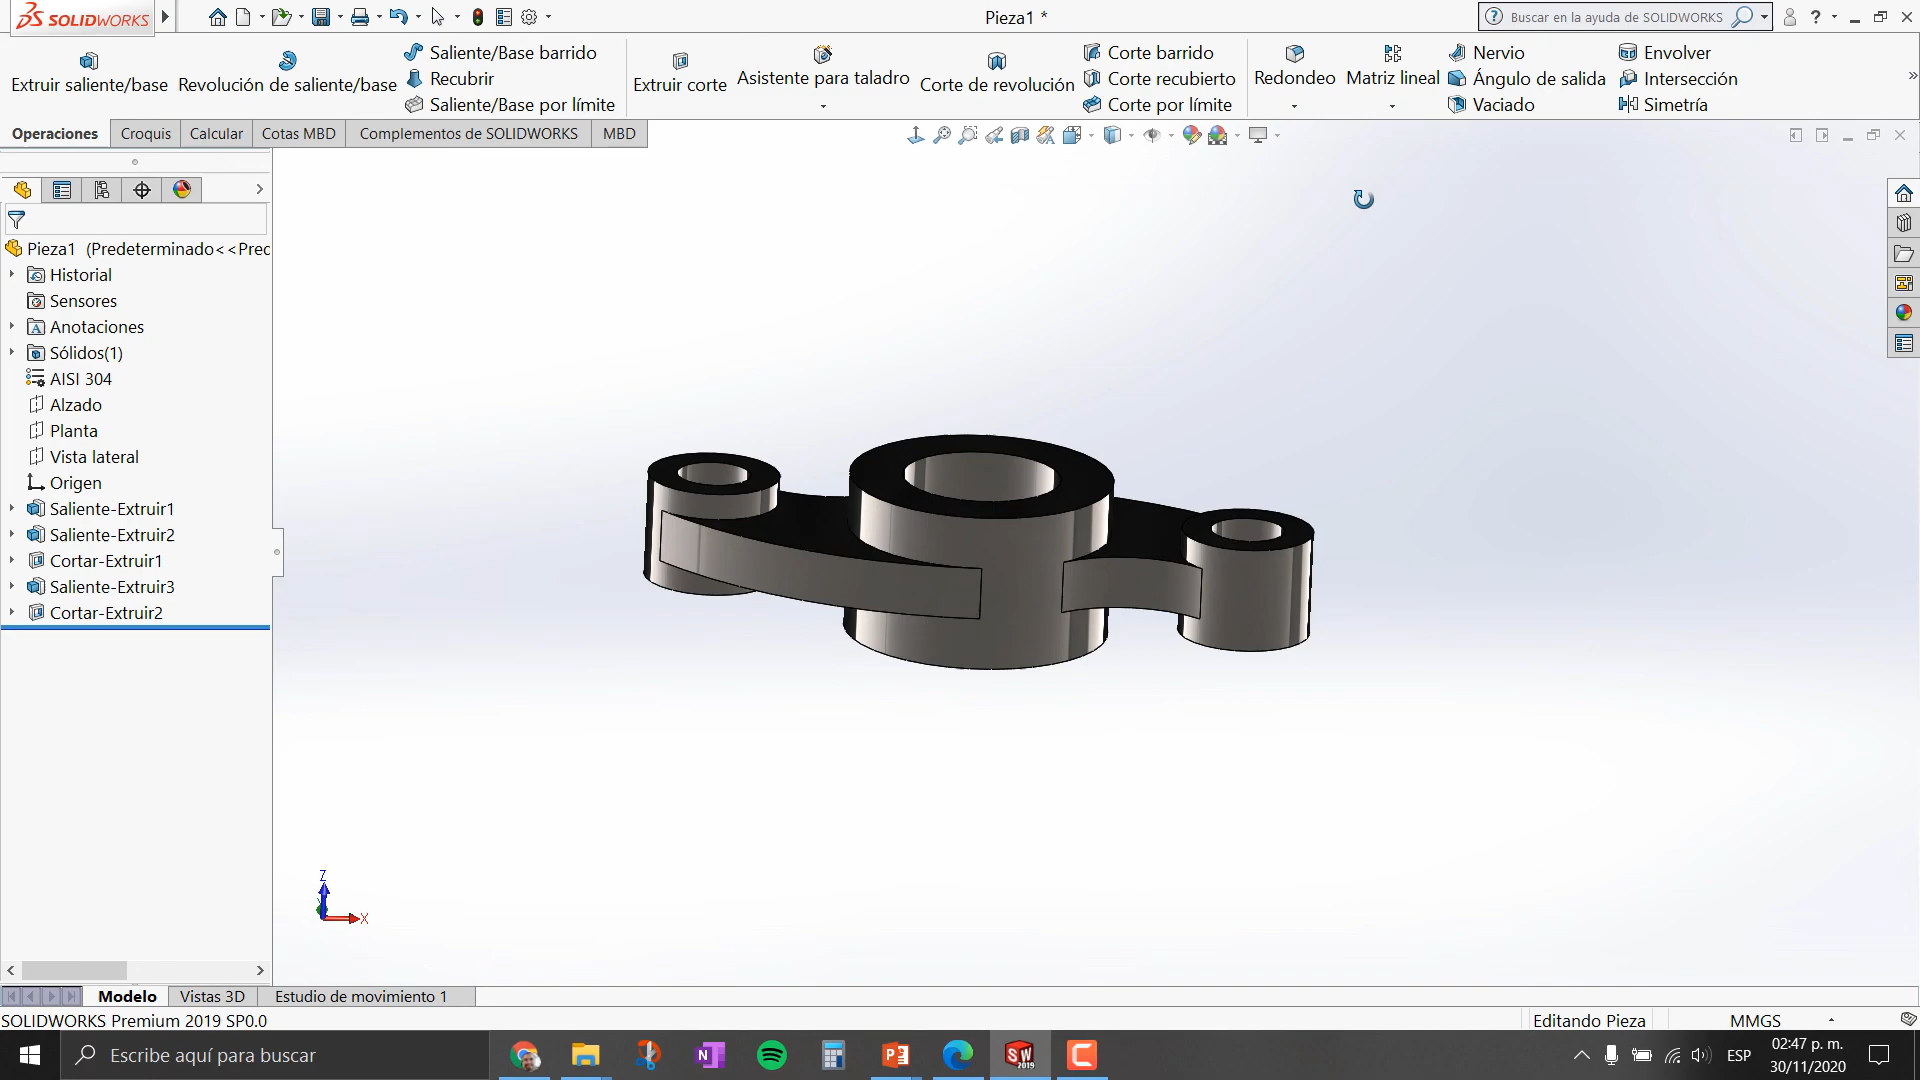 SOLIDWORKS
Pieza1 *
Buscar en la ayuda de SOLIDWORKS
?
Extruir saliente/base
Revolución de saliente/base
Saliente/Base barrido
Recubrir
Saliente/Base por límite
Extruir corte
Asistente para taladro
Corte de revolución
Corte barrido
Corte recubierto
Corte por límite
Redondeo
Matriz lineal
Nervio
Ángulo de salida
Vaciado
Envolver
Intersección
Simetría
Operaciones
Croquis
Calcular
Cotas MBD
Complementos de SOLIDWORKS
MBD
Pieza1 (Predeterminado<<Prec
Historial
Sensores
Anotaciones
Sólidos(1)
AISI 304
Alzado
Planta
Vista lateral
Origen
Saliente-Extruir1
Saliente-Extruir2
Cortar-Extruir1
Saliente-Extruir3
Cortar-Extruir2
Z
X
Modelo
Vistas 3D
Estudio de movimiento 1
SOLIDWORKS Premium 2019 SP0.0
Editando Pieza
MMGS
Escribe aquí para buscar
ESP
02:47 p. m.
30/11/2020